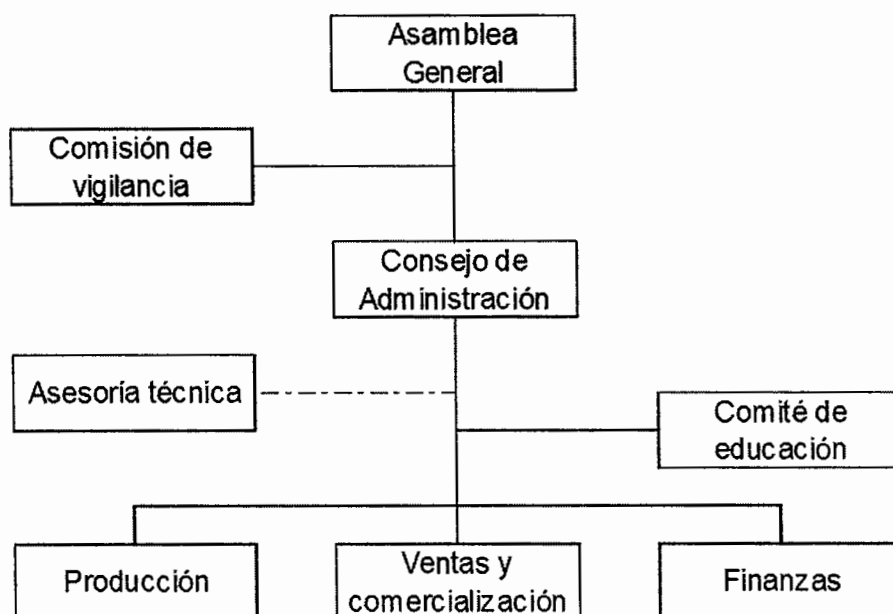 Asamblea
General
Comisión de
vigilancia
Consejo de
Administración
Asesoría técnica
Comité de
educación
Producción
Ventas y
comercialización
Finanzas